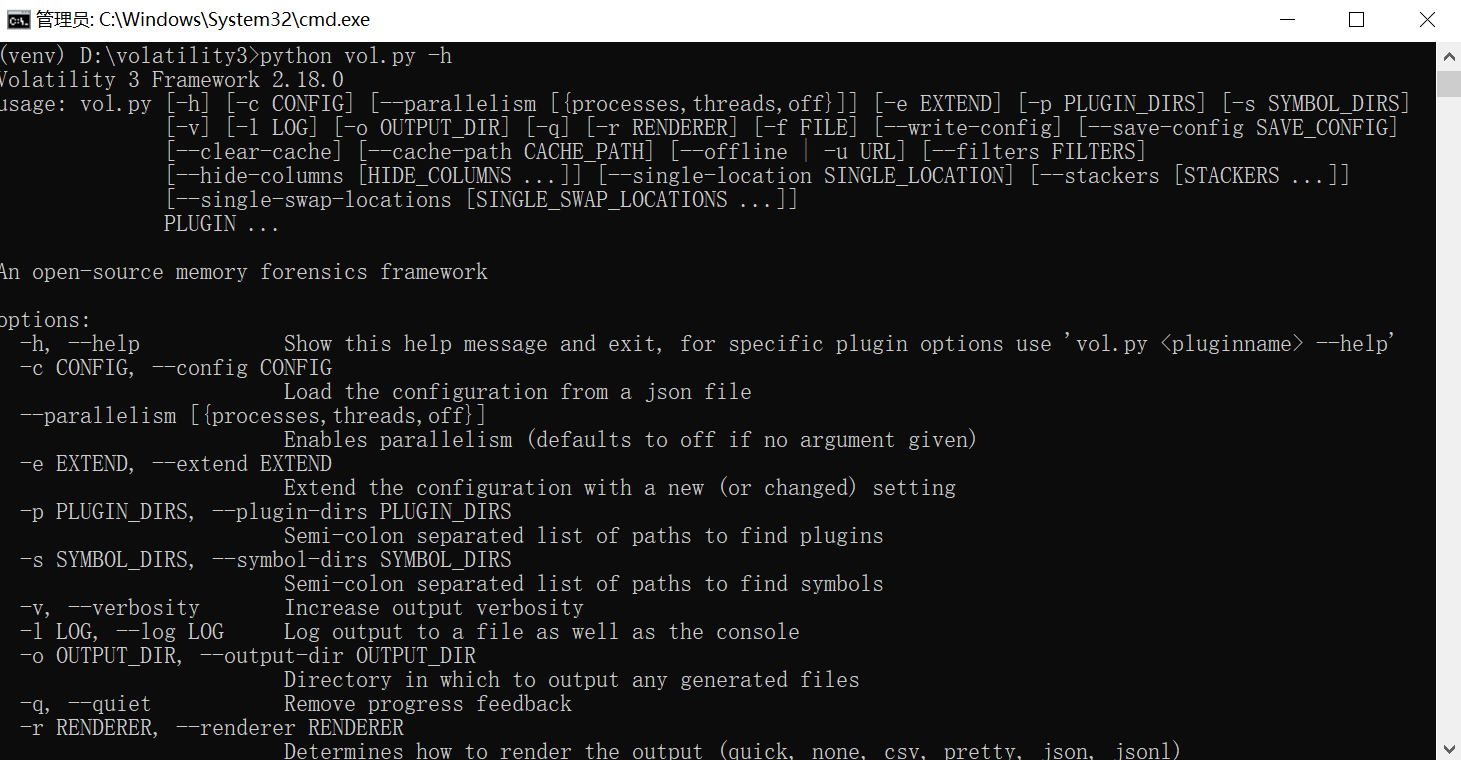 管理员: C:\Windows\System32\cmd.exe
(venv) D:\volatility3>python vol.py -h
Volatility 3 Framework 2.18.0
usage: vol.py [-h] [-c CONFIG] [--parallelism [{processes,threads,off}]] [-e EXTEND] [-p PLUGIN_DIRS] [-s SYMBOL_DIRS]
[-v] [-l LOG] [-o OUTPUT_DIR] [-q] [-r RENDERER] [-f FILE] [--write-config] [--save-config SAVE_CONFIG]
[--clear-cache] [--cache-path CACHE_PATH] [--offline | -u URL] [--filters FILTERS]
[--hide-columns [HIDE_COLUMNS ...]] [--single-location SINGLE_LOCATION] [--stackers [STACKERS ...]]
[--single-swap-locations [SINGLE_SWAP_LOCATIONS ...]]
PLUGIN ...
An open-source memory forensics framework
options:
-h, --help Show this help message and exit, for specific plugin options use 'vol.py <pluginname> --help'
-c CONFIG, --config CONFIG
Load the configuration from a json file
--parallelism [{processes,threads,off}]
Enables parallelism (defaults to off if no argument given)
-e EXTEND, --extend EXTEND
Extend the configuration with a new (or changed) setting
-p PLUGIN_DIRS, --plugin-dirs PLUGIN_DIRS
Semi-colon separated list of paths to find plugins
-s SYMBOL_DIRS, --symbol-dirs SYMBOL_DIRS
Semi-colon separated list of paths to find symbols
-v, --verbosity Increase output verbosity
-l LOG, --log LOG Log output to a file as well as the console
-o OUTPUT_DIR, --output-dir OUTPUT_DIR
Directory in which to output any generated files
-q, --quiet Remove progress feedback
-r RENDERER, --renderer RENDERER
Determines how to render the output (quick, none, csv, pretty, json, jsonl)